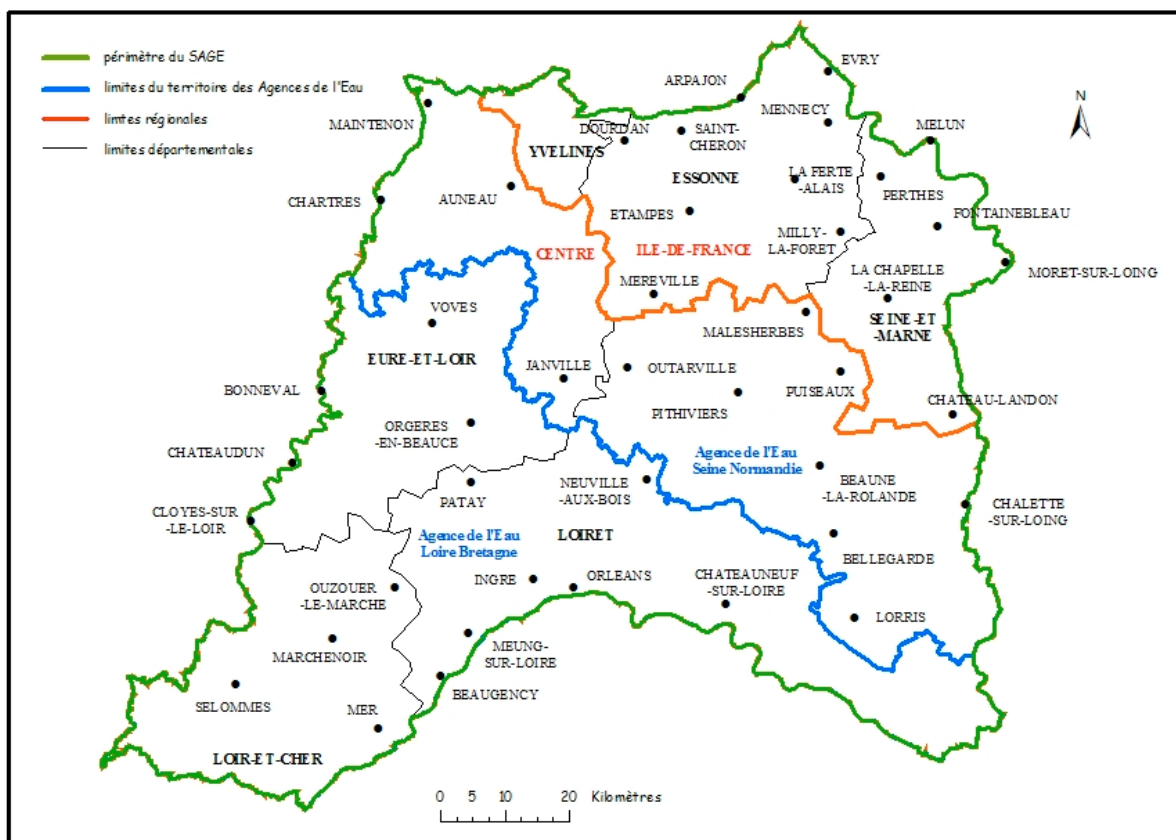 périmètre du SAGE
limites du territoire des Agences de l'Eau
limtes régionales
limites départementales
N
EVRY
ARPAJON
MENNECY
MAINTENON
DOURDAN
SAINT-
CHERON
MELUN
YVELINES
ESSONNE
LA FERTE
-ALAIS
PERTHES
CHARTRES
AUNEAU
ETAMPES
FONTAINEBLEAU
MILLY-
LA-FORET
CENTRE
ILE-DE-FRANCE
MORET-SUR-LOING
LA CHAPELLE
-LA-REINE
MEREVILLE
VOVES
MALESHERBES
SEINE-ET
-MARNE
EURE-ET-LOIR
JANVILLE
OUTARVILLE
PUISEAUX
BONNEVAL
PITHIVIERS
CHATEAU-LANDON
ORGERES
-EN-BEAUCE
Agence de l'Eau
Seine Normandie
CHATEAUDUN
NEUVILLE
-AUX-BOIS
BEAUNE
-LA-ROLANDE
PATAY
CHALETTE
-SUR-LOING
CLOYES-SUR
-LE-LOIR
Agence de l'Eau
Loire Bretagne
LOIRET
BELLEGARDE
INGRE
ORLEANS
CHATEAUNEUF
-SUR-LOIRE
OUZOUER
-LE-MARCHE
LORRIS
MARCHENOIR
MEUNG-
SUR-LOIRE
BEAUGENCY
SELOMMES
MER
LOIR-ET-CHER
0 5 10 20 Kilomètres